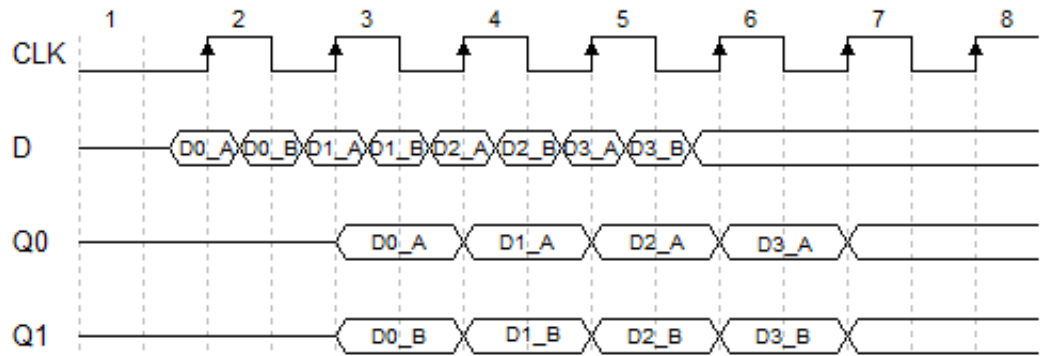 1 2 3 4 5 6 7 8
CLK
D D0_A D0_B D1_A D1_B D2_A D2_B D3_A D3_B
Q0 D0_A D1_A D2_A D3_A
Q1 D0_B D1_B D2_B D3_B